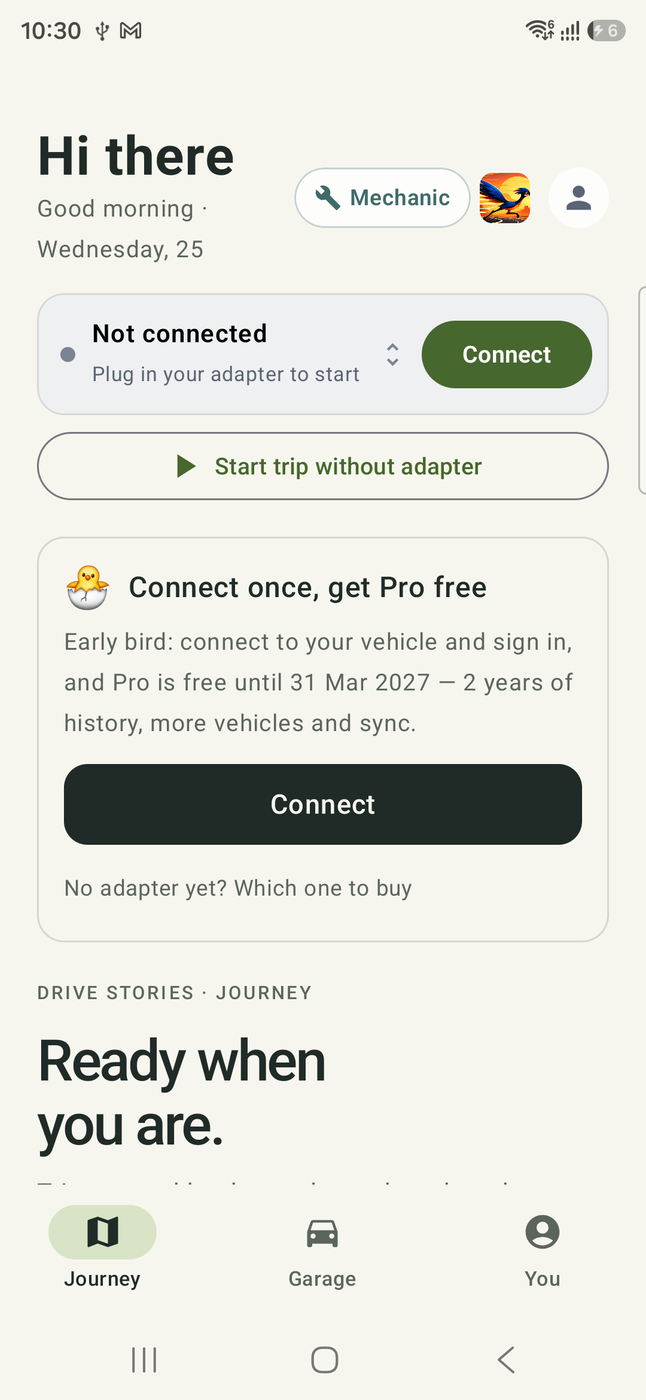 10:30
6
6
Hi there
Good morning ·
Wednesday, 25
Mechanic
Not connected
Plug in your adapter to start
Connect
Start trip without adapter
Connect once, get Pro free
Early bird: connect to your vehicle and sign in,
and Pro is free until 31 Mar 2027 — 2 years of
history, more vehicles and sync.
Connect
No adapter yet? Which one to buy
DRIVE STORIES · JOURNEY
Ready when
you are.
Journey
Garage
You